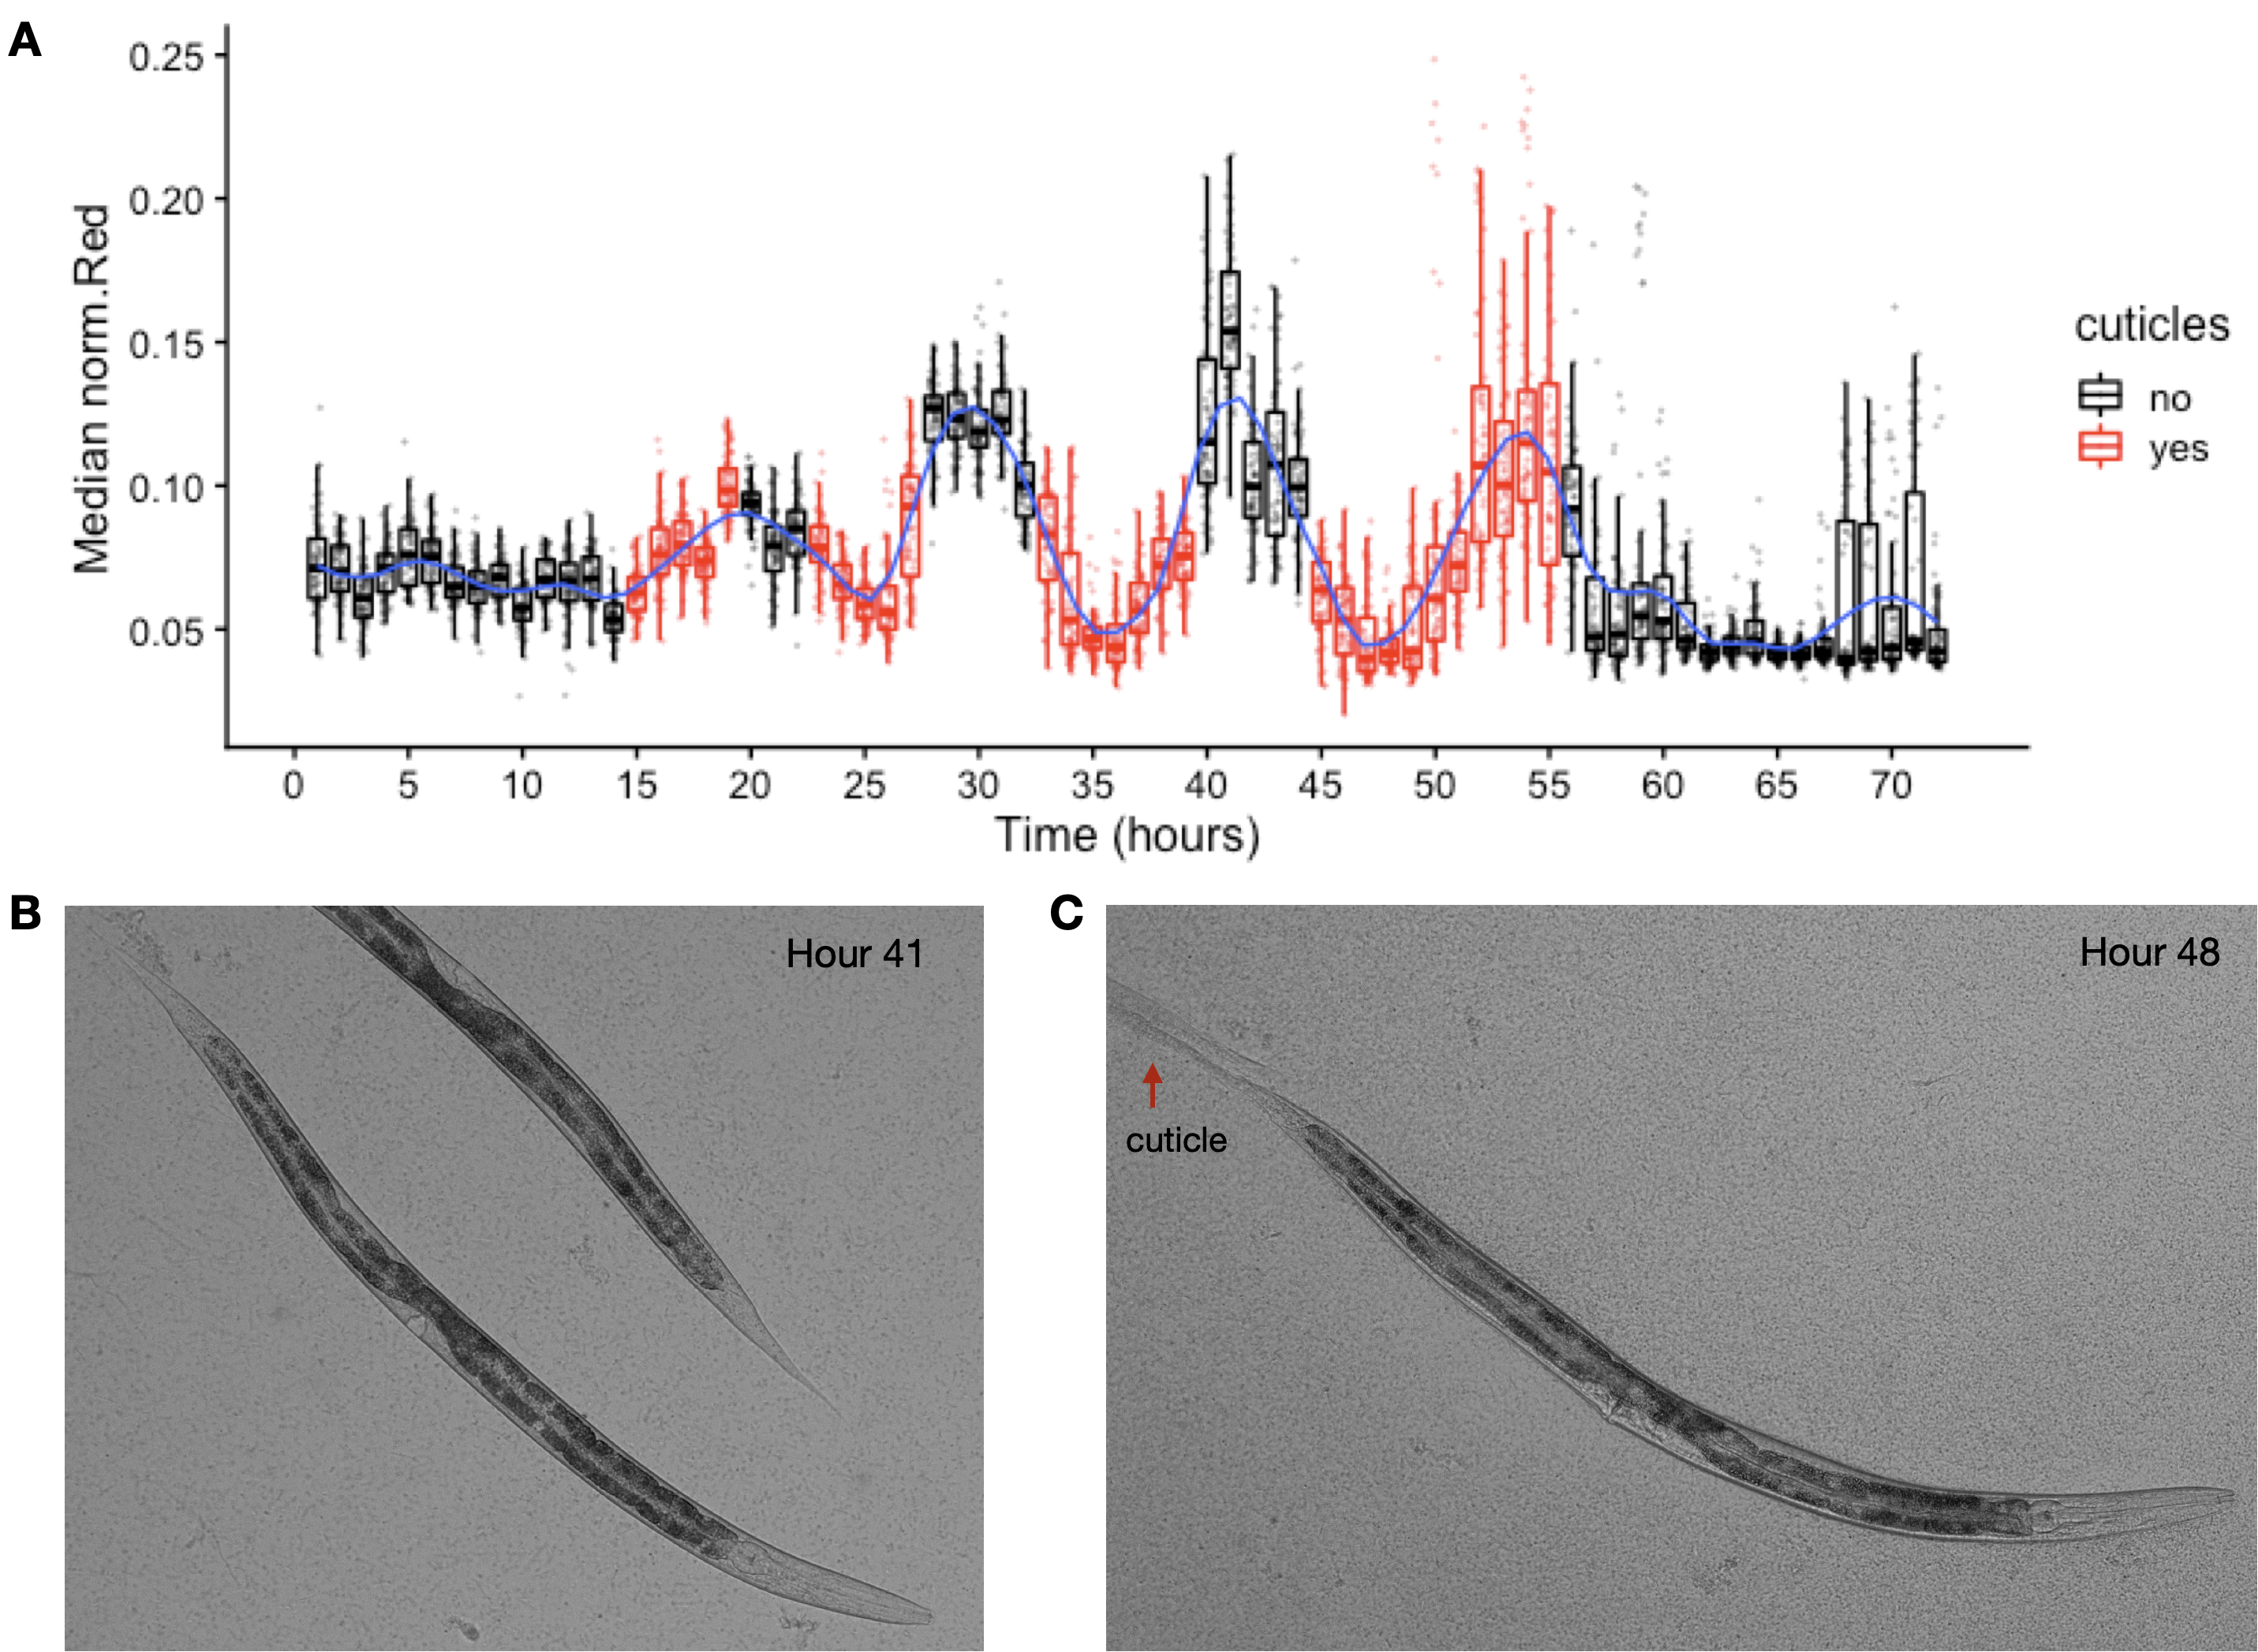 A
Median norm.Red
0.25
0.20
0.15
0.10
0.05
0 5 10 15 20 25 30 35 40 45 50 55 60 65 70
Time (hours)
cuticles
no
yes
B
Hour 41
C
Hour 48
cuticle